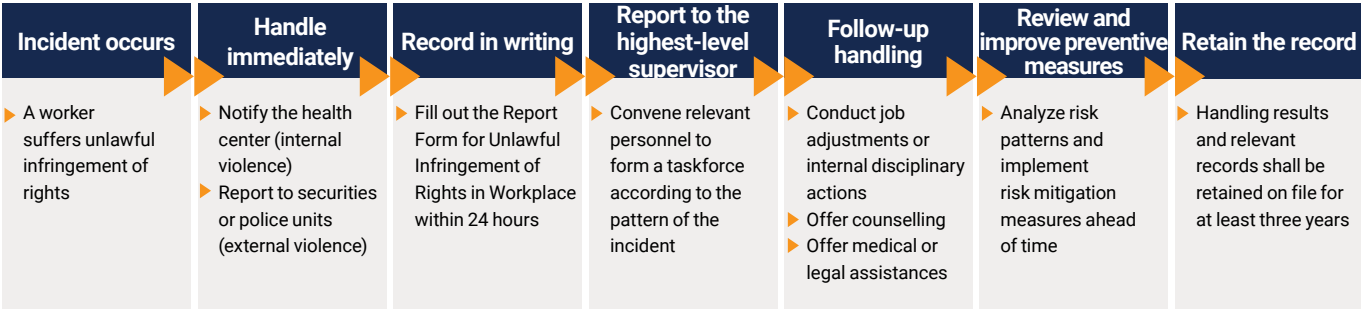 Incident occurs
A worker
suffers unlawful
infringement of
rights
Handle
immediately
Notify the health
center (internal
violence)
Report to securities
or police units
(external violence)
Record in writing
Fill out the Report
Form for Unlawful
Infringement of
Rights in Workplace
within 24 hours
Report to the
highest-level
supervisor
Convene relevant
personnel to
form a taskforce
according to the
pattern of the
incident
Follow-up
handling
Conduct job
adjustments or
internal disciplinary
actions
Offer counselling
Offer medical or
legal assistances
Review and
improve preventive
measures
Analyze risk
patterns and
implement
risk mitigation
measures ahead
of time
Retain the record
Handling results
and relevant
records shall be
retained on file for
at least three years